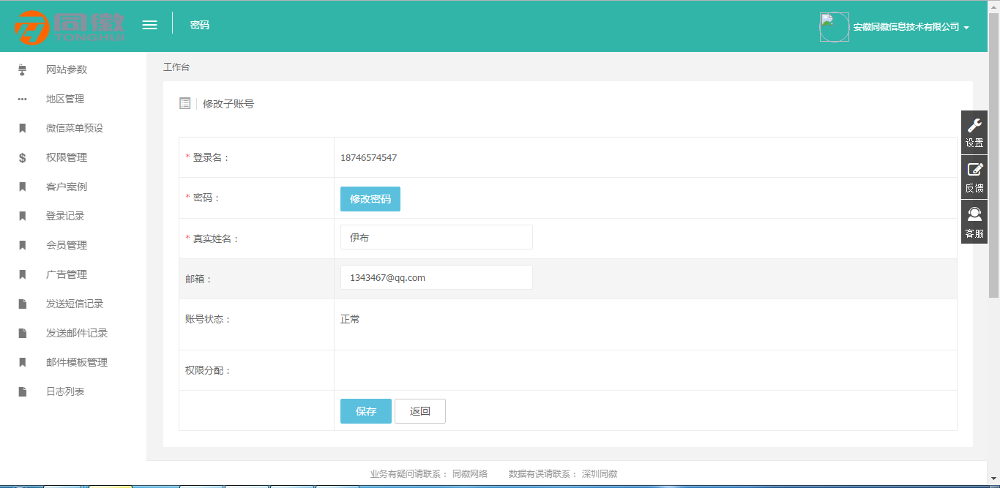 同徽
TONGHUI
密码
安徽同徽信息技术有限公司
网站参数
地区管理
微信菜单预设
权限管理
客户案例
登录记录
会员管理
广告管理
发送短信记录
发送邮件记录
邮件模板管理
日志列表
工作台
修改子账号
* 登录名： 18746574547
* 密码： 修改密码
* 真实姓名： 伊布
邮箱： 1343467@qq.com
账号状态： 正常
权限分配：
保存 返回
设置
反馈
客服
业务有疑问请联系： 同徽网络 数据有误请联系： 深圳同徽